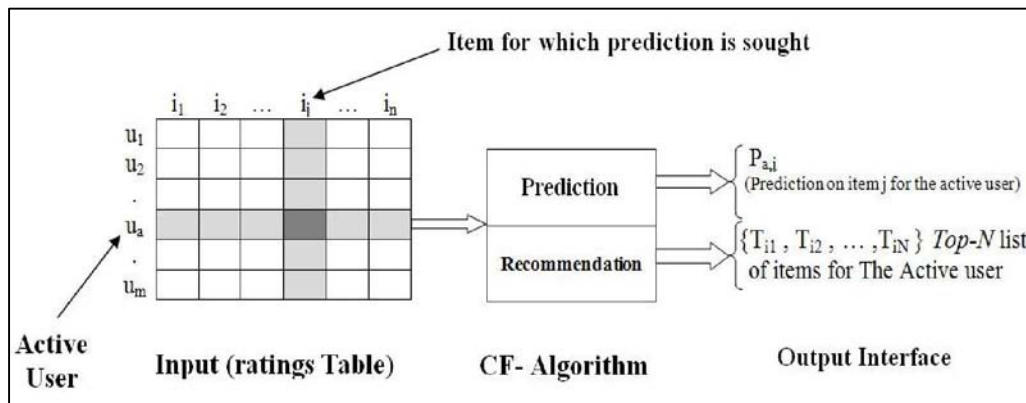 Item for which prediction is sought
i1 i2 … ij … in
u1
u2
.
ua
.
um
Active
User
Input (ratings Table)
Prediction
Recommendation
CF- Algorithm
Pa,j
(Prediction on item j for the active user)
{Ti1 , Ti2 , … ,TiN} Top-N list
of items for The Active user
Output Interface